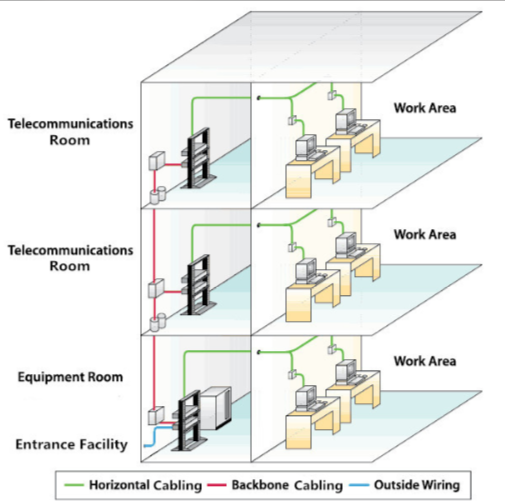 Telecommunications
Room
Work Area
Telecommunications
Room
Work Area
Equipment Room
Work Area
Entrance Facility
Horizontal Cabling
Backbone Cabling
Outside Wiring